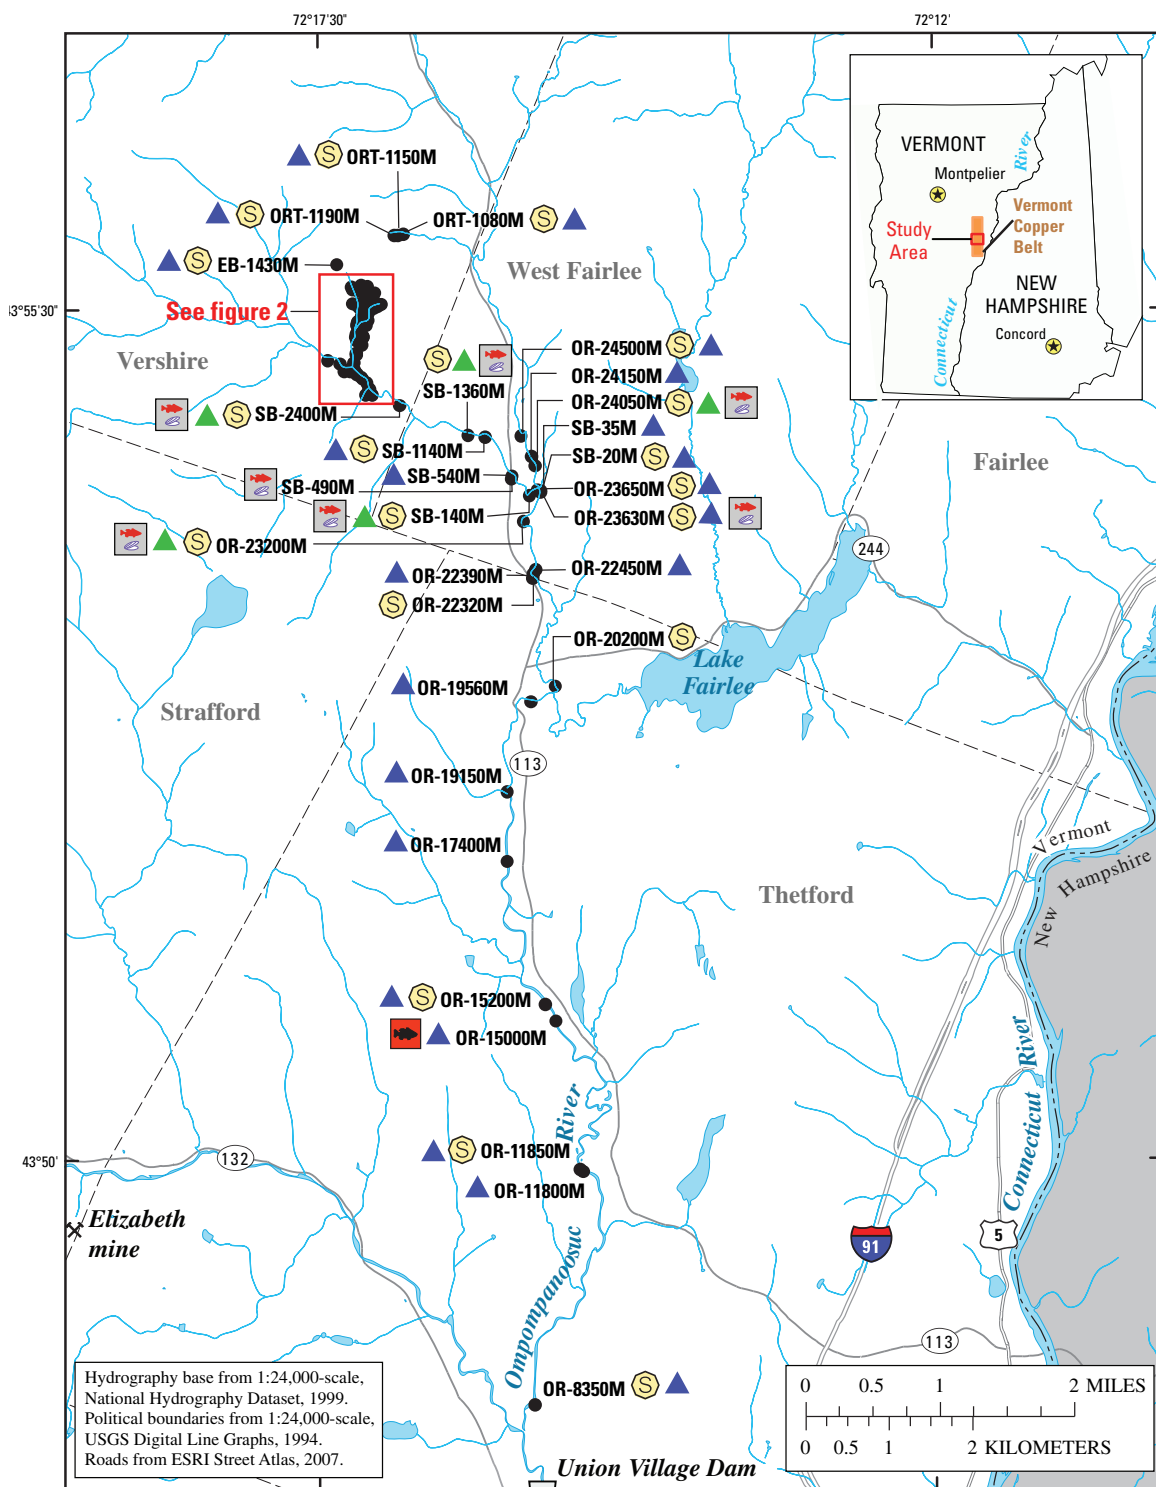 72°17'30"
72°12'
43°55'30"
43°50'
VERMONT
Montpelier
River
Study
Area
Vermont
Copper
Belt
NEW
HAMPSHIRE
Concord
Connecticut
S ORT-1150M
S ORT-1190M
ORT-1080M S
S EB-1430M
West Fairlee
See figure 2
Vershire
S
SB-1360M
OR-24500M S
OR-24150M
OR-24050M S
S SB-2400M
SB-35M
S SB-1140M
SB-20M S
Fairlee
SB-540M
SB-490M
OR-23650M S
S SB-140M
OR-23630M S
S OR-23200M
244
OR-22450M
OR-22390M
S OR-22320M
OR-20200M S
Lake
Fairlee
OR-19560M
Strafford
113
OR-19150M
OR-17400M
Vermont
New Hampshire
Thetford
S OR-15200M
OR-15000M
Ompompanoosuc River
Connecticut River
S OR-11850M
OR-11800M
132
Elizabeth
mine
91
5
113
OR-8350M S
Union Village Dam
Hydrography base from 1:24,000-scale,
National Hydrography Dataset, 1999.
Political boundaries from 1:24,000-scale,
USGS Digital Line Graphs, 1994.
Roads from ESRI Street Atlas, 2007.
0 0.5 1 2 MILES
0 0.5 1 2 KILOMETERS